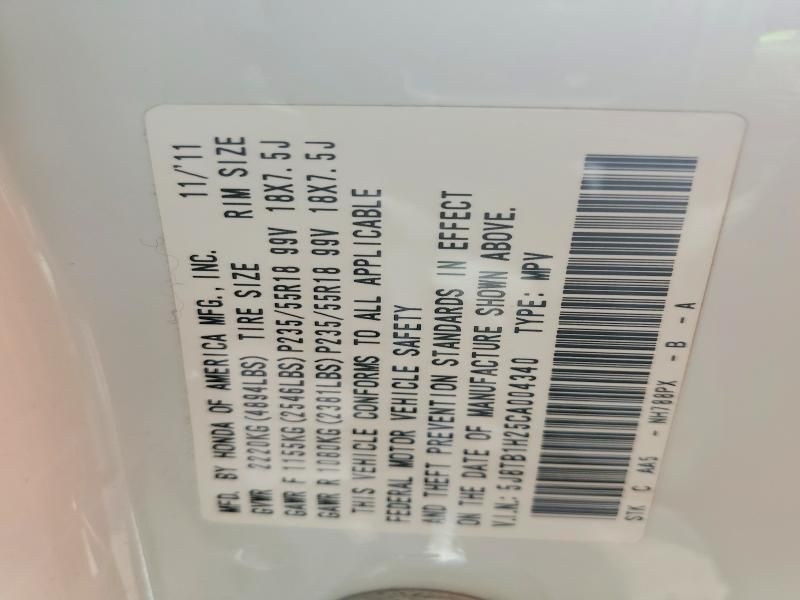 MFD. BY HONDA OF AMERICA MFG., INC. 11/'11
GVWR 2220KG(4894LBS) TIRE SIZE RIM SIZE
GAWR F 1155KG(2546LBS)P235/55R18 99V 18X7.5J
GAWR R 1080KG(2381LBS)P235/55R18 99V 18X7.5J
THIS VEHICLE CONFORMS TO ALL APPLICABLE
FEDERAL MOTOR VEHICLE SAFETY
AND THEFT PREVENTION STANDARDS IN EFFECT
ON THE DATE OF MANUFACTURE SHOWN ABOVE.
V.I.N.: 5J8TB1H25CA004340 TYPE: MPV
STK C AA5 - NH788PX - B - A